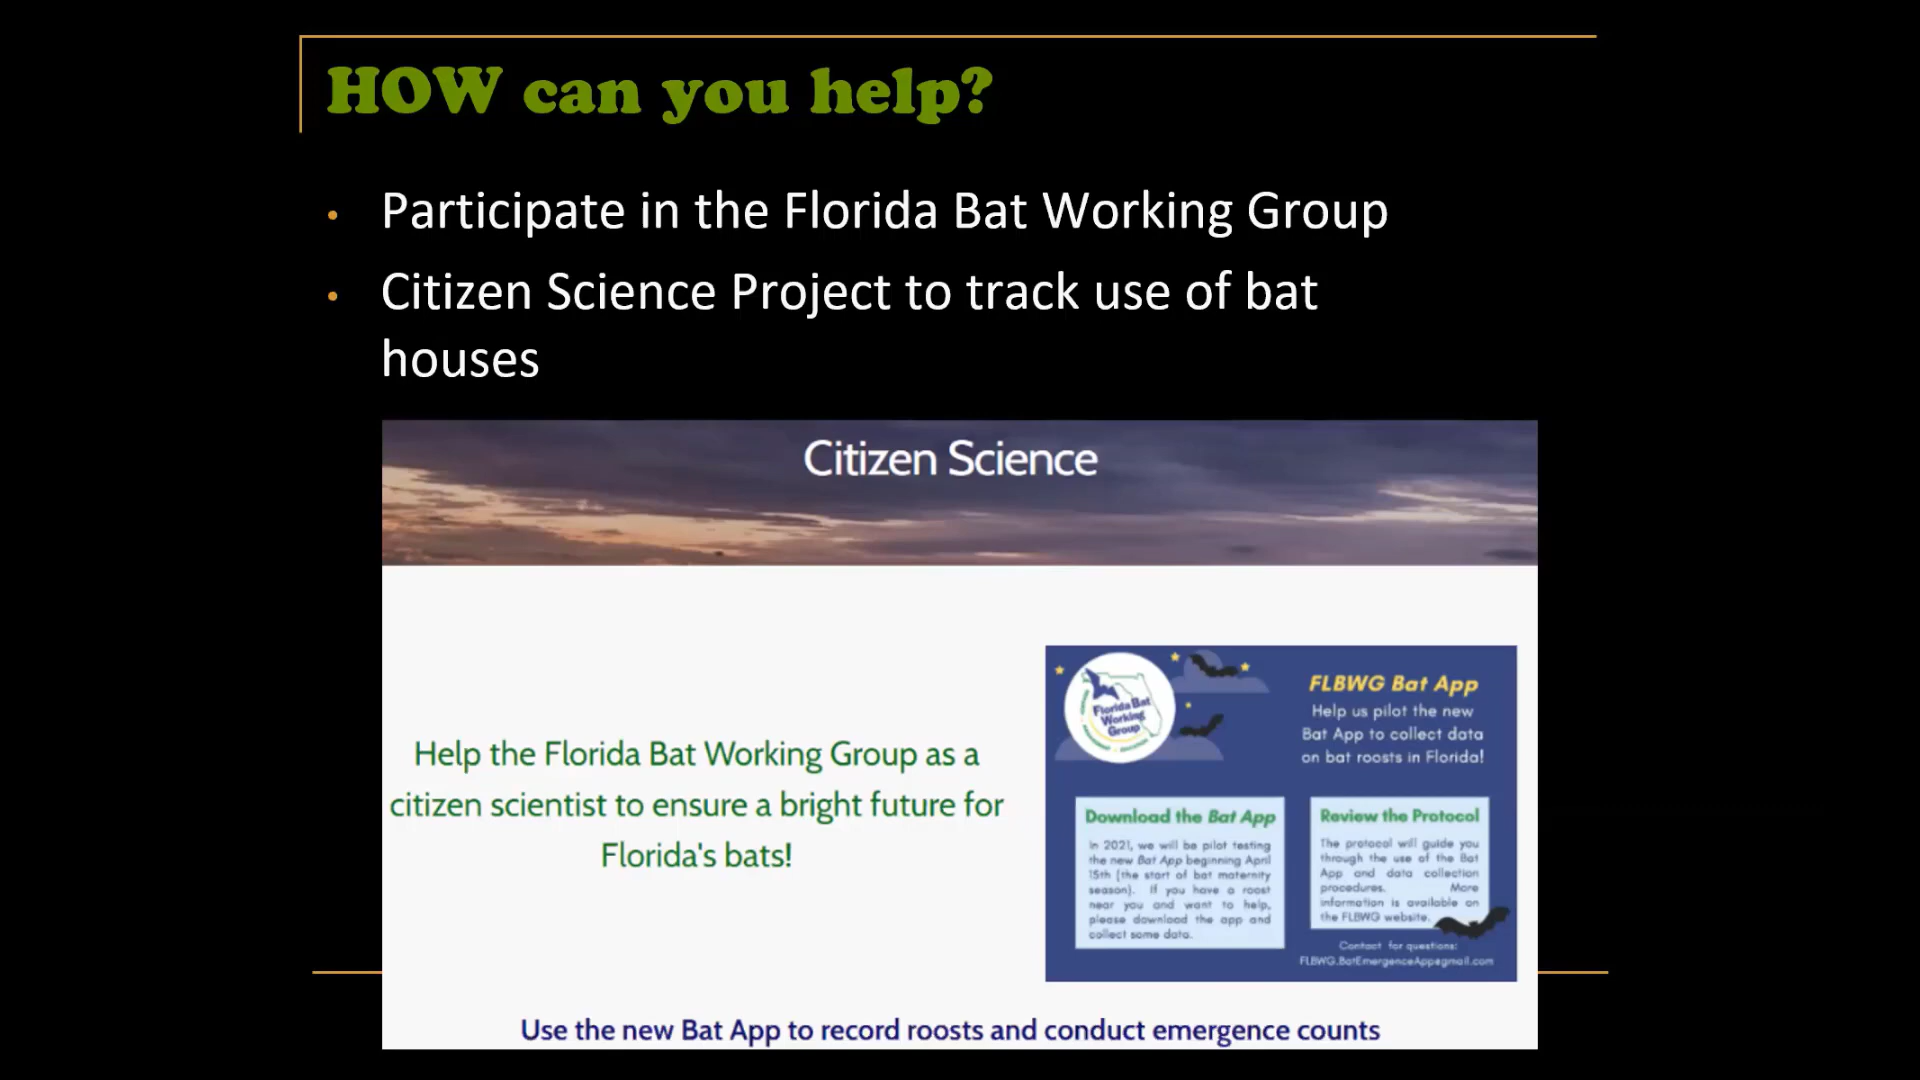 HOW can you help?
• Participate in the Florida Bat Working Group
• Citizen Science Project to track use of bat
houses
Citizen Science
Help the Florida Bat Working Group as a
citizen scientist to ensure a bright future for
Florida's bats!
Florida Bat
Working
Group
FLBWG Bat App
Help us pilot the new
Bat App to collect data
on bat roosts in Florida!
Download the Bat App
In 2021, we will be pilot testing
the new Bat App beginning April
15th (the start of bat maternity
season). If you have a roost
near you and want to help,
please download the app and
collect some data.
Review the Protocol
The protocol will guide you
through the use of the Bat
App and data collection
procedures. More
information is available on
the FLBWG website.
Contact for questions:
FLBWG.BatEmergenceApp@gmail.com
Use the new Bat App to record roosts and conduct emergence counts